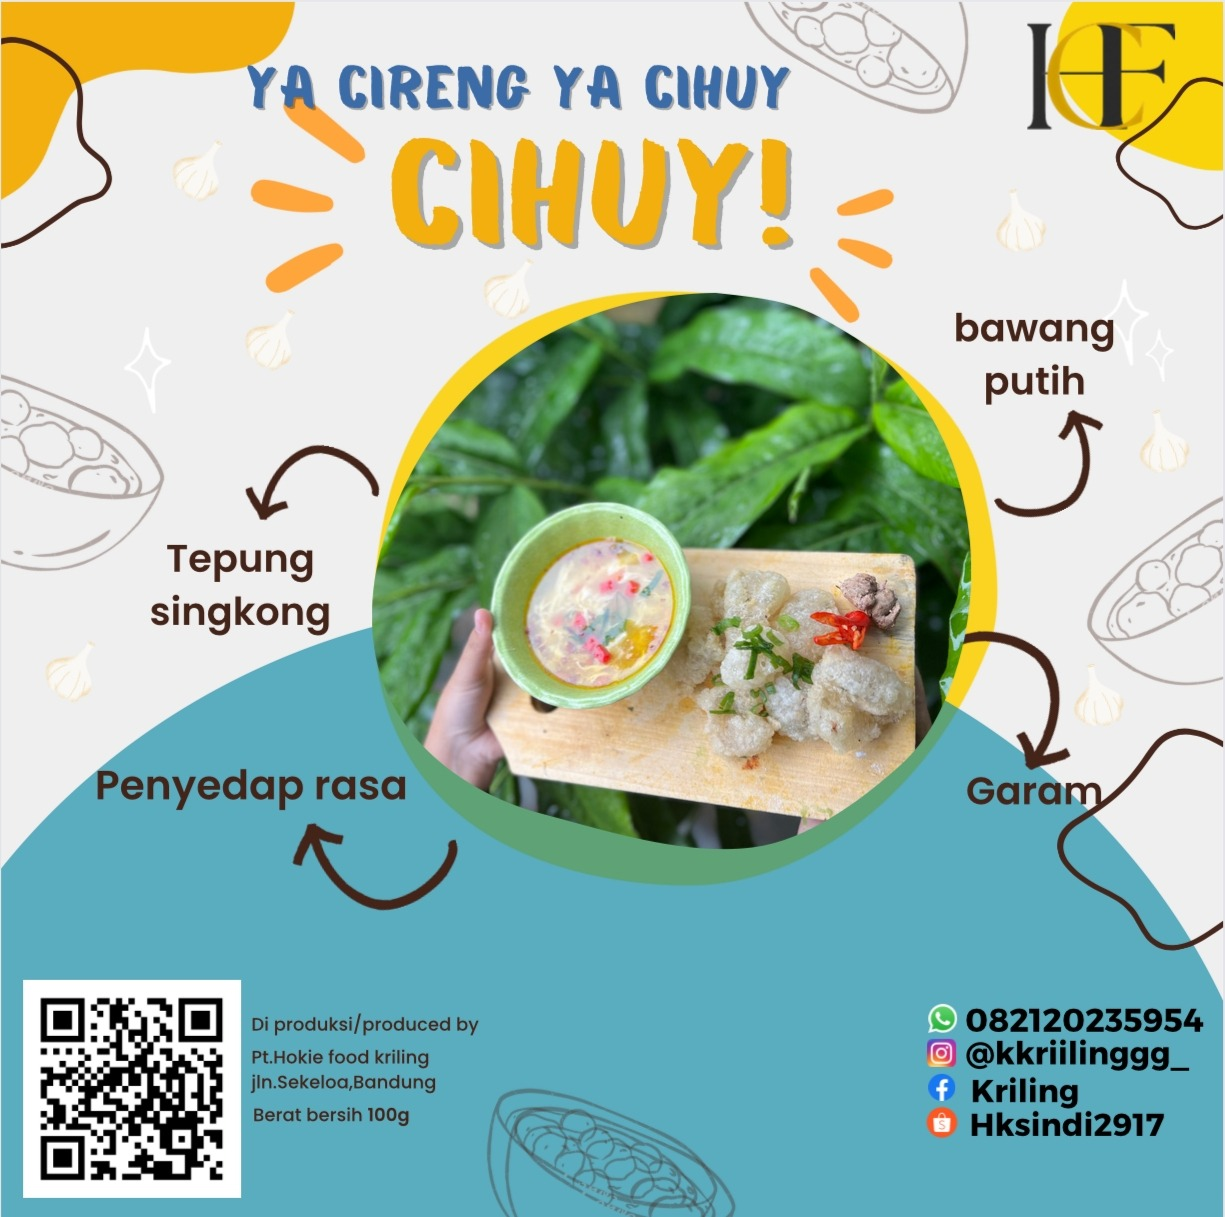 YA CIRENG YA CIHUY
CIHUY!
HCF
bawang
putih
Tepung
singkong
Penyedap rasa
Garam
Di produksi/produced by
Pt.Hokie food kriling
jln.Sekeloa,Bandung
Berat bersih 100g
082120235954
@kkriilinggg_
Kriling
Hksindi2917